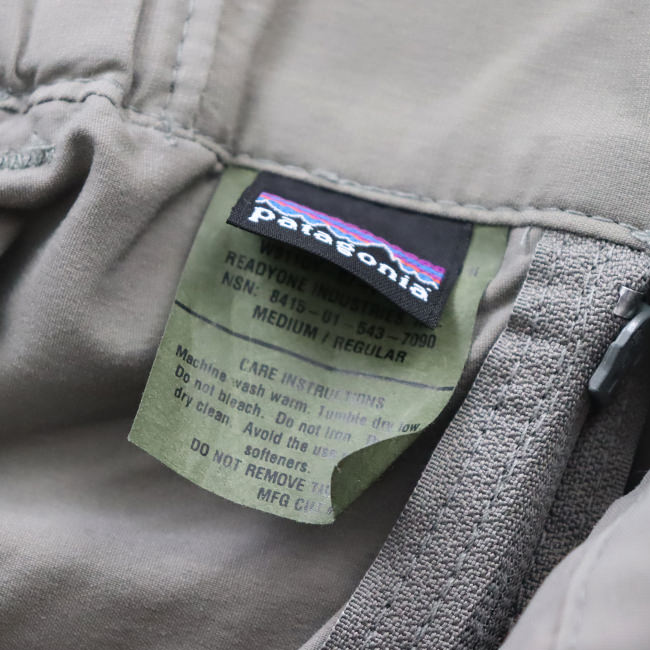 patagonia
READYONE INDUSTRIES
NSN: 8415-01-543-7090
MEDIUM / REGULAR
CARE INSTRUCTIONS
Machine wash warm. Tumble dry low
Do not bleach. Do not Iron.
dry clean. Avoid the use
softeners.
DO NOT REMOVE
MFG